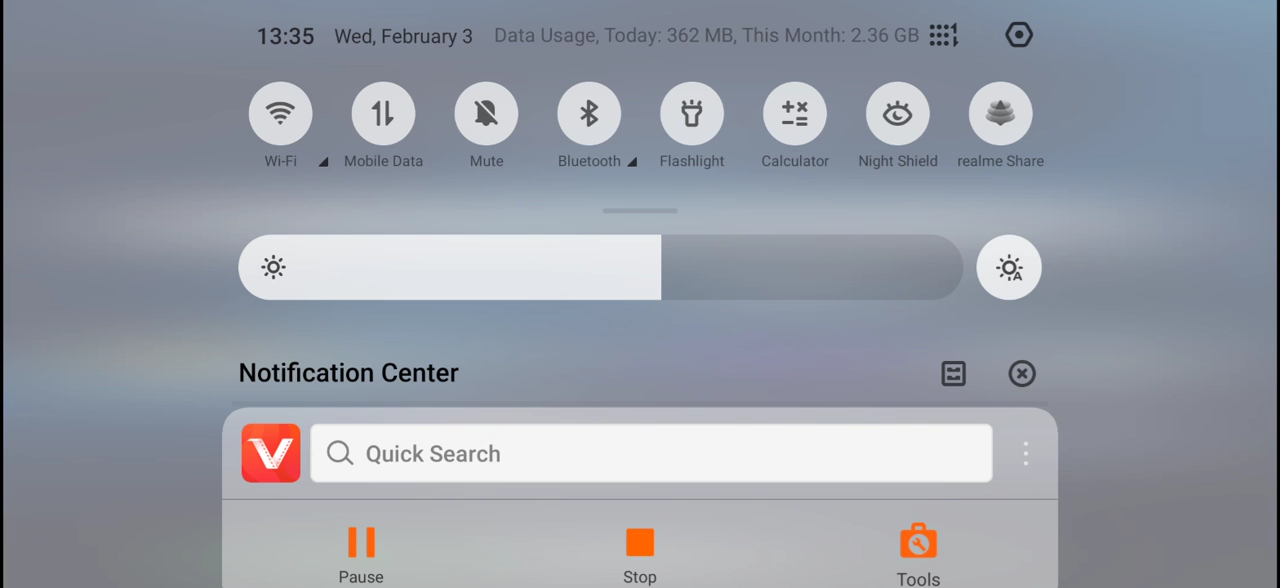 13:35 Wed, February 3 Data Usage, Today: 362 MB, This Month: 2.36 GB
Wi-Fi Mobile Data Mute Bluetooth Flashlight Calculator Night Shield realme Share
Notification Center
Quick Search
Pause Stop Tools